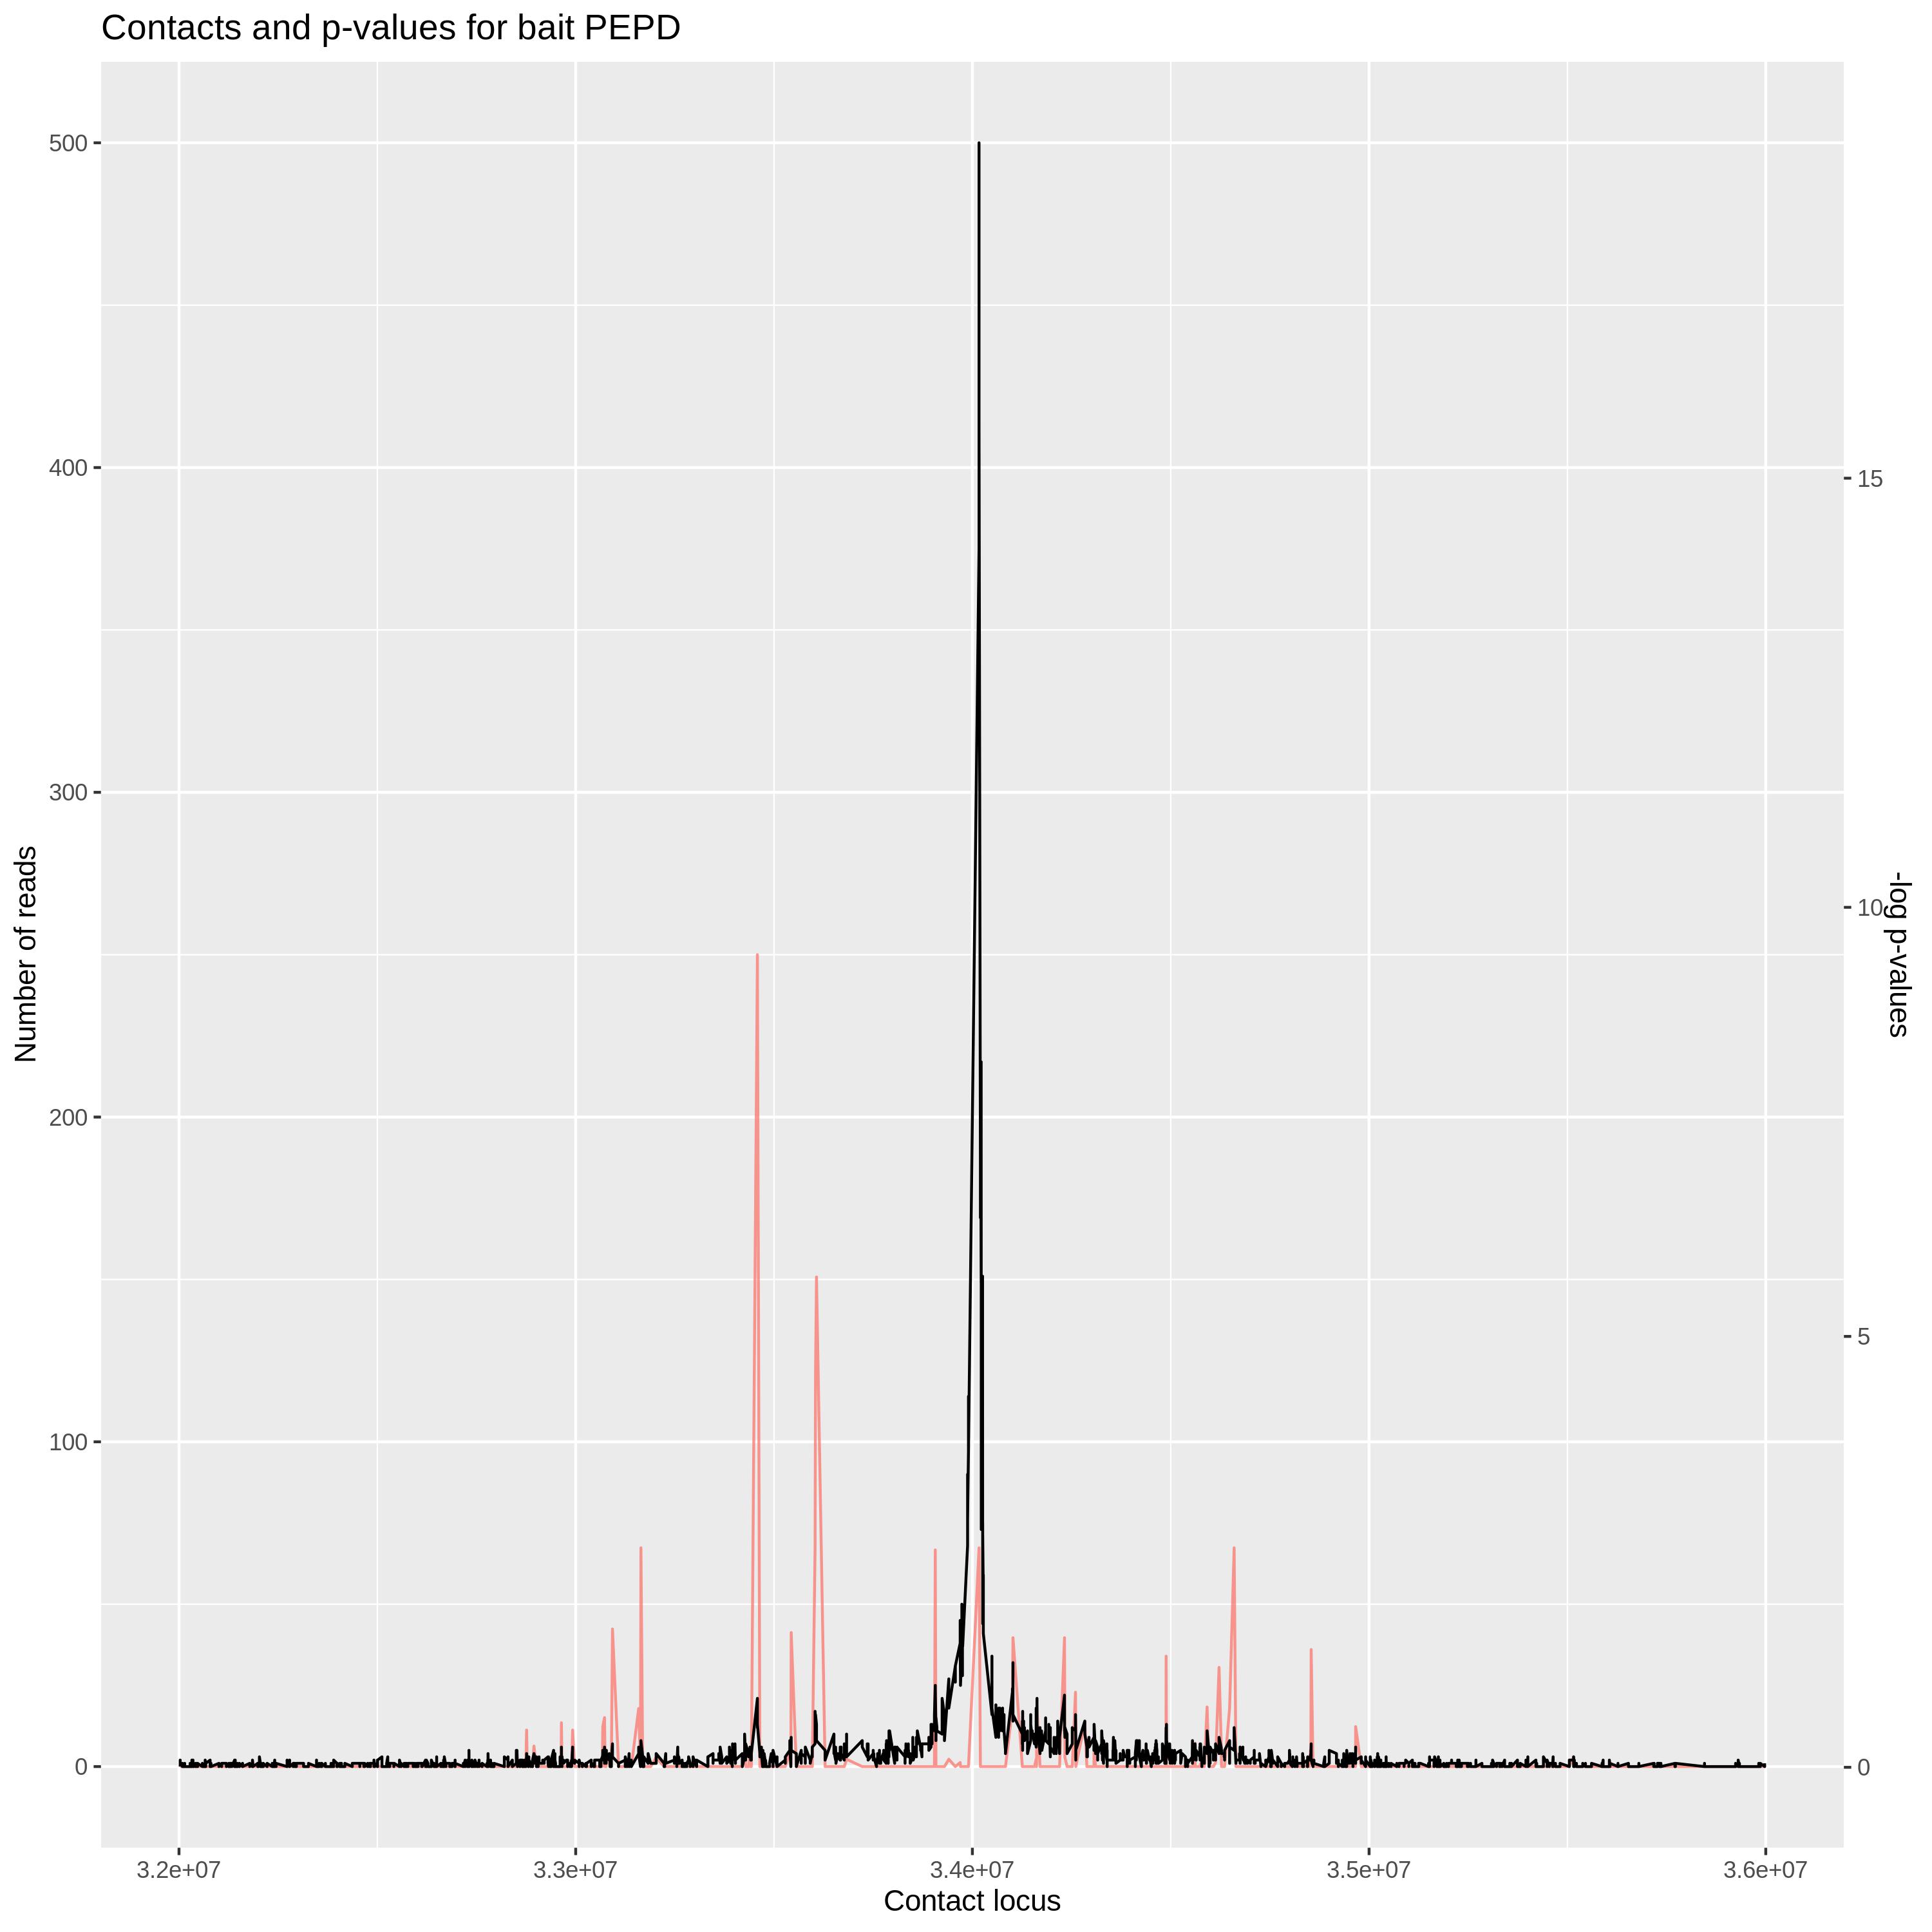 Contacts and p-values for bait PEPD
500
400
300
200
100
0
Number of reads
15
10
5
0
-log p-values
3.2e+07 3.3e+07 3.4e+07 3.5e+07 3.6e+07
Contact locus